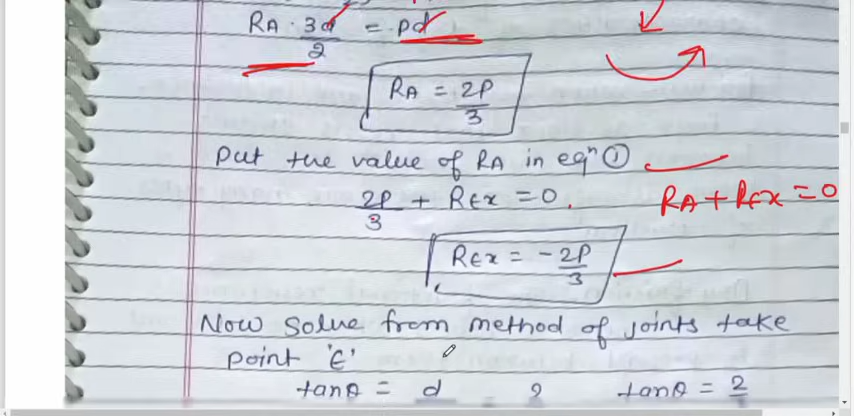 RA · 3d/2 = Pd
RA = 2P/3
Put the value of RA in eqⁿ ①
2P/3 + REx = 0. RA + REx = 0
REx = -2P/3
Now solve from method of joints take
point 'E'
tanθ = d = 2 tanθ = 2